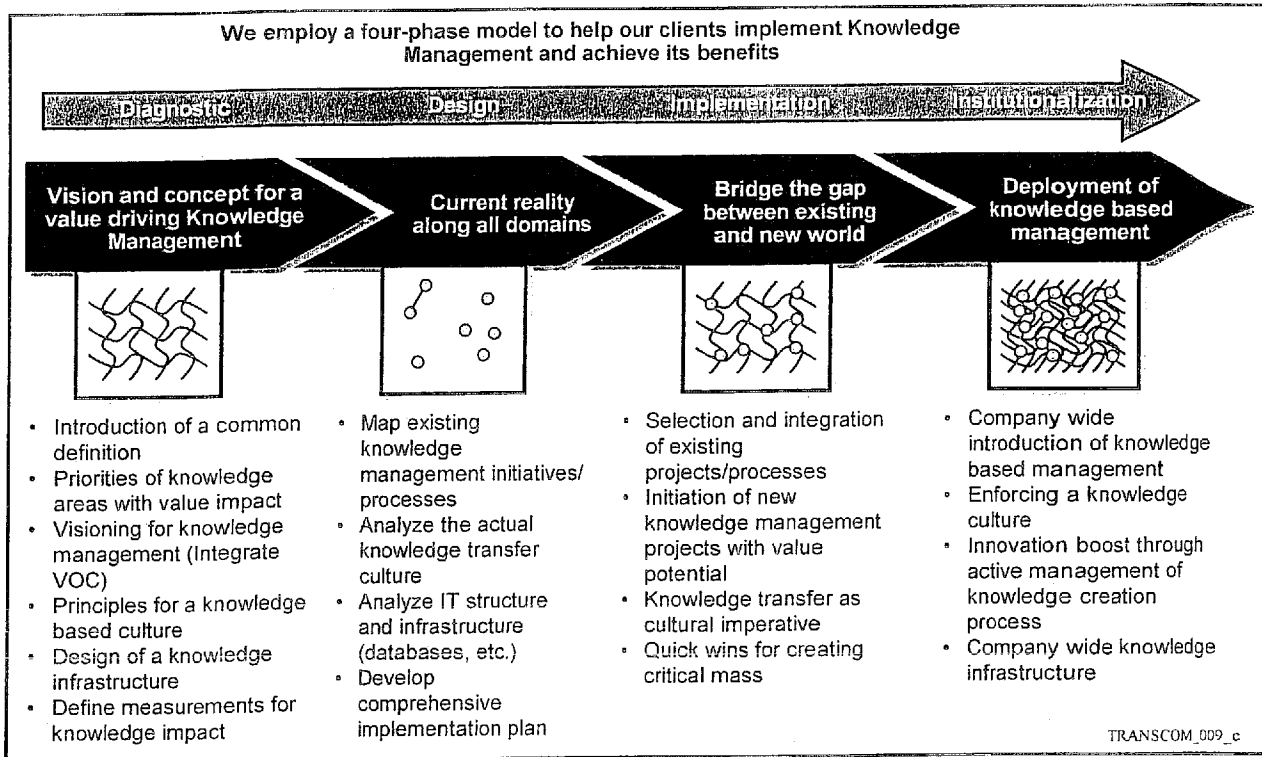 We employ a four-phase model to help our clients implement Knowledge
Management and achieve its benefits
Diagnostic
Design
Implementation
Institutionalization
Vision and concept for a
value driving Knowledge
Management
Current reality
along all domains
Bridge the gap
between existing
and new world
Deployment of
knowledge based
management
• Introduction of a common
definition
• Priorities of knowledge
areas with value impact
• Visioning for knowledge
management (Integrate
VOC)
• Principles for a knowledge
based culture
• Design of a knowledge
infrastructure
• Define measurements for
knowledge impact
• Map existing
knowledge
management initiatives/
processes
• Analyze the actual
knowledge transfer
culture
• Analyze IT structure
and infrastructure
(databases, etc.)
• Develop
comprehensive
implementation plan
• Selection and integration
of existing
projects/processes
• Initiation of new
knowledge management
projects with value
potential
• Knowledge transfer as
cultural imperative
• Quick wins for creating
critical mass
• Company wide
introduction of knowledge
based management
• Enforcing a knowledge
culture
• Innovation boost through
active management of
knowledge creation
process
• Company wide knowledge
infrastructure
TRANSCOM_009_c